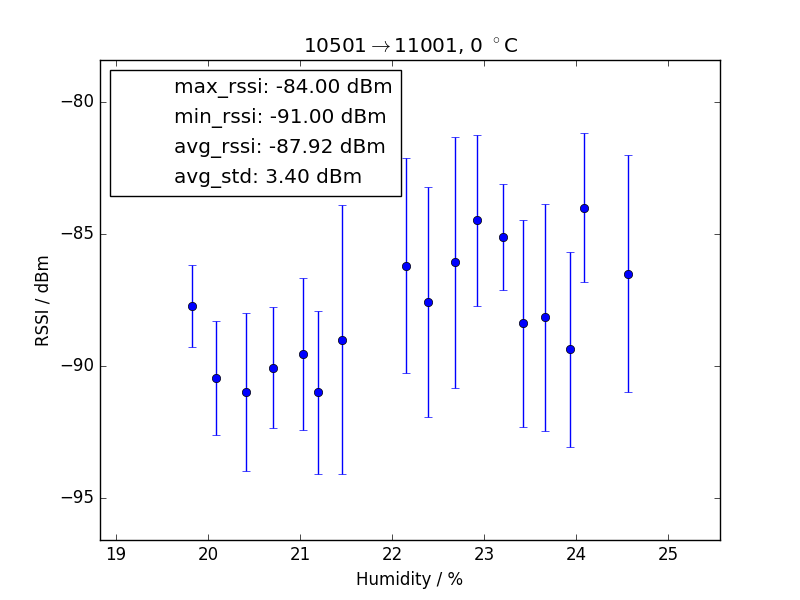 10501→11001, 0 °C
max_rssi: -84.00 dBm
min_rssi: -91.00 dBm
avg_rssi: -87.92 dBm
avg_std: 3.40 dBm
RSSI / dBm
−80
−85
−90
−95
19 20 21 22 23 24 25
Humidity / %